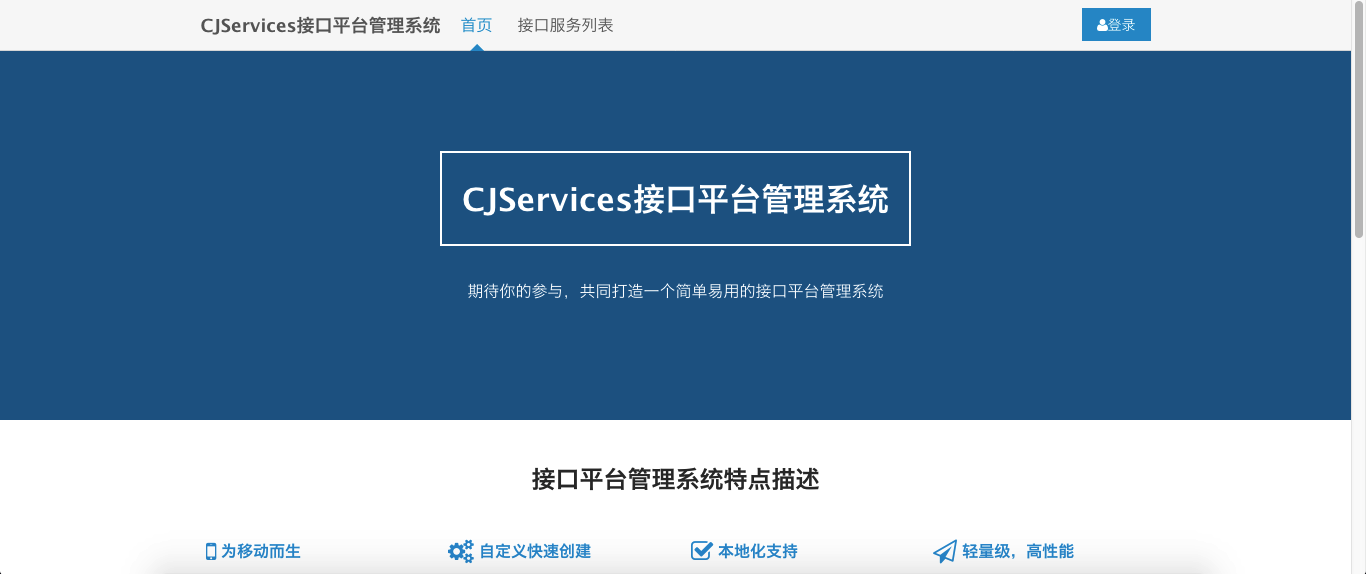 CJServices接口平台管理系统 首页 接口服务列表 登录
CJServices接口平台管理系统
期待你的参与，共同打造一个简单易用的接口平台管理系统
接口平台管理系统特点描述
为移动而生 自定义快速创建 本地化支持 轻量级，高性能